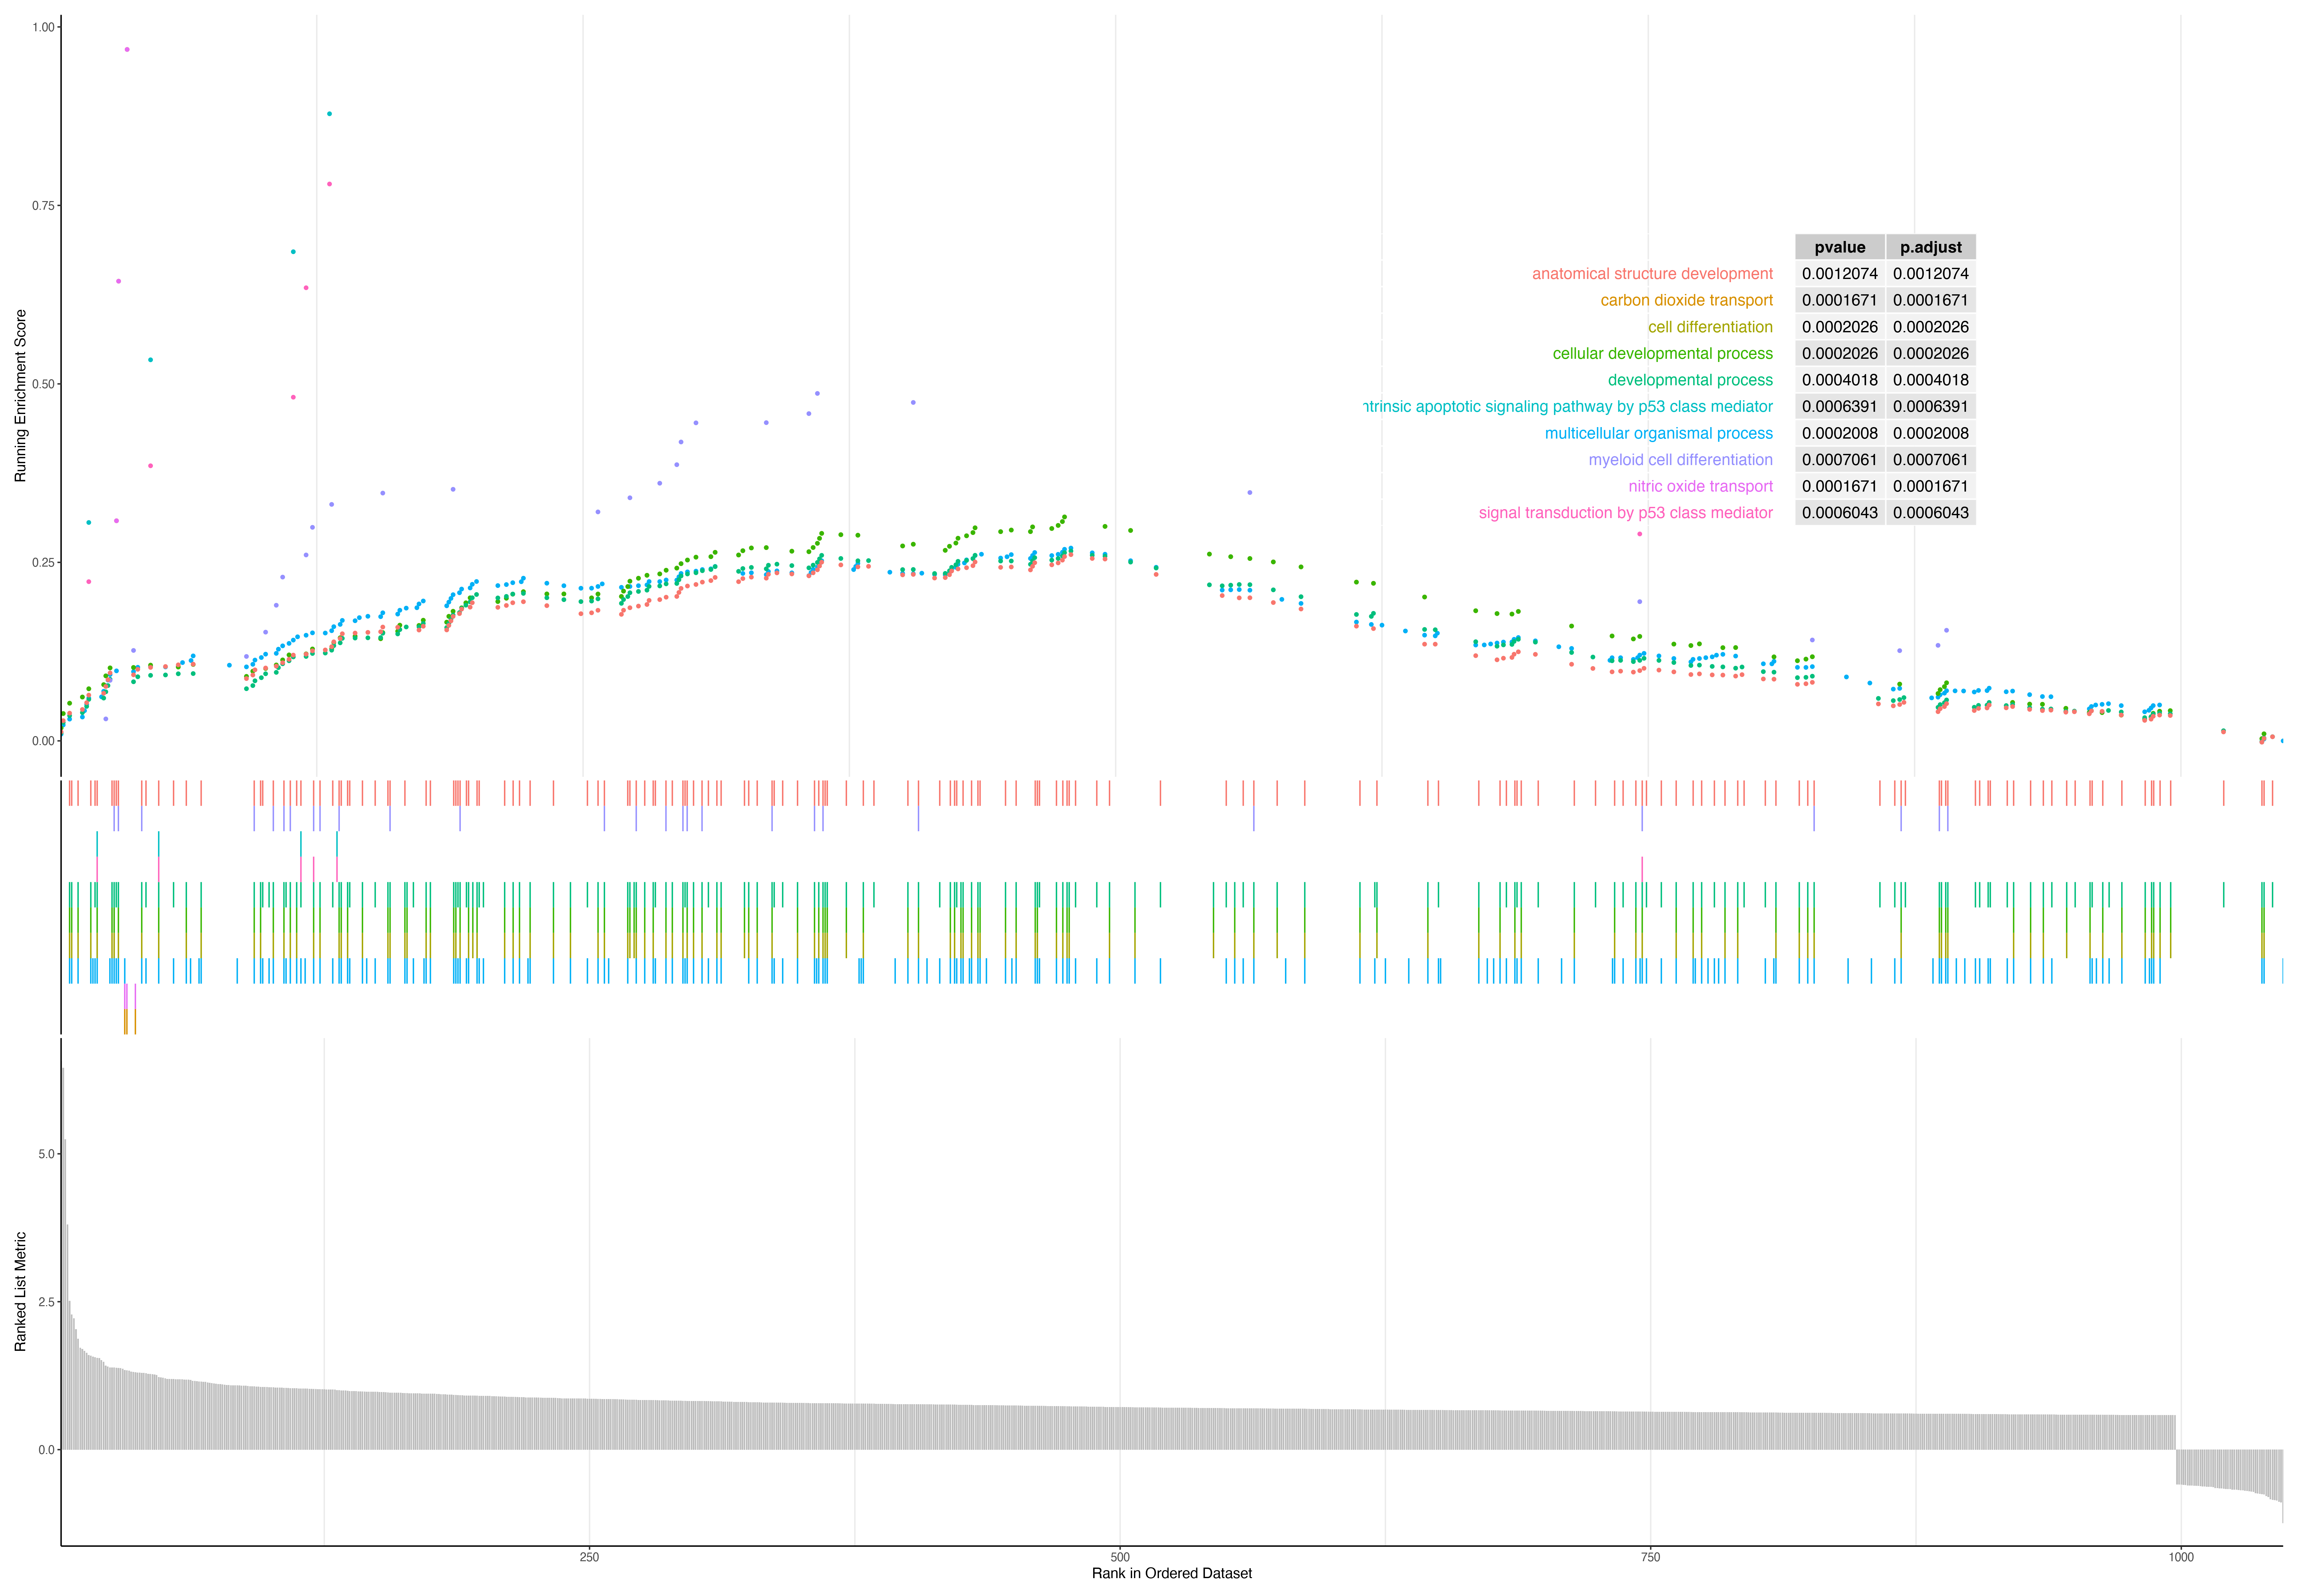 1.00
0.75
0.50
0.25
0.00
Running Enrichment Score
pvalue p.adjust
anatomical structure development 0.0012074 0.0012074
carbon dioxide transport 0.0001671 0.0001671
cell differentiation 0.0002026 0.0002026
cellular developmental process 0.0002026 0.0002026
developmental process 0.0004018 0.0004018
ntrinsic apoptotic signaling pathway by p53 class mediator 0.0006391 0.0006391
multicellular organismal process 0.0002008 0.0002008
myeloid cell differentiation 0.0007061 0.0007061
nitric oxide transport 0.0001671 0.0001671
signal transduction by p53 class mediator 0.0006043 0.0006043
5.0
2.5
0.0
Ranked List Metric
250 500 750 1000
Rank in Ordered Dataset